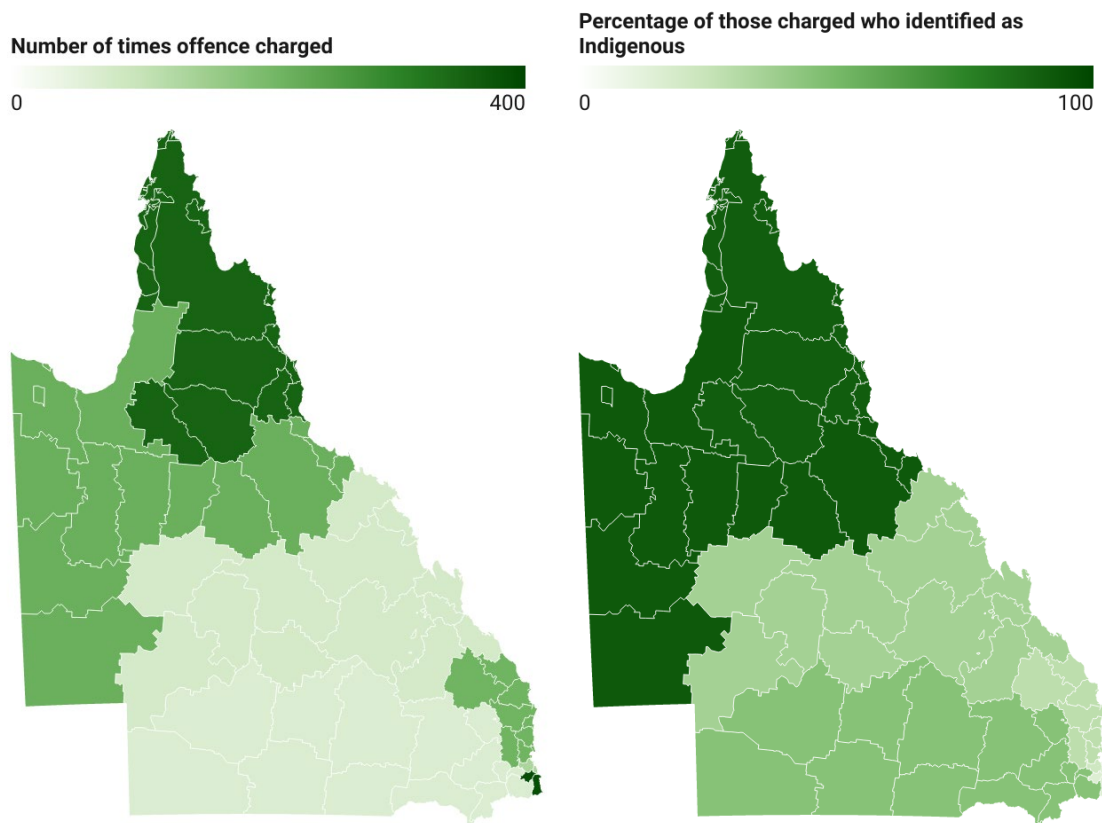 Number of times offence charged
0 400
Percentage of those charged who identified as
Indigenous
0 100